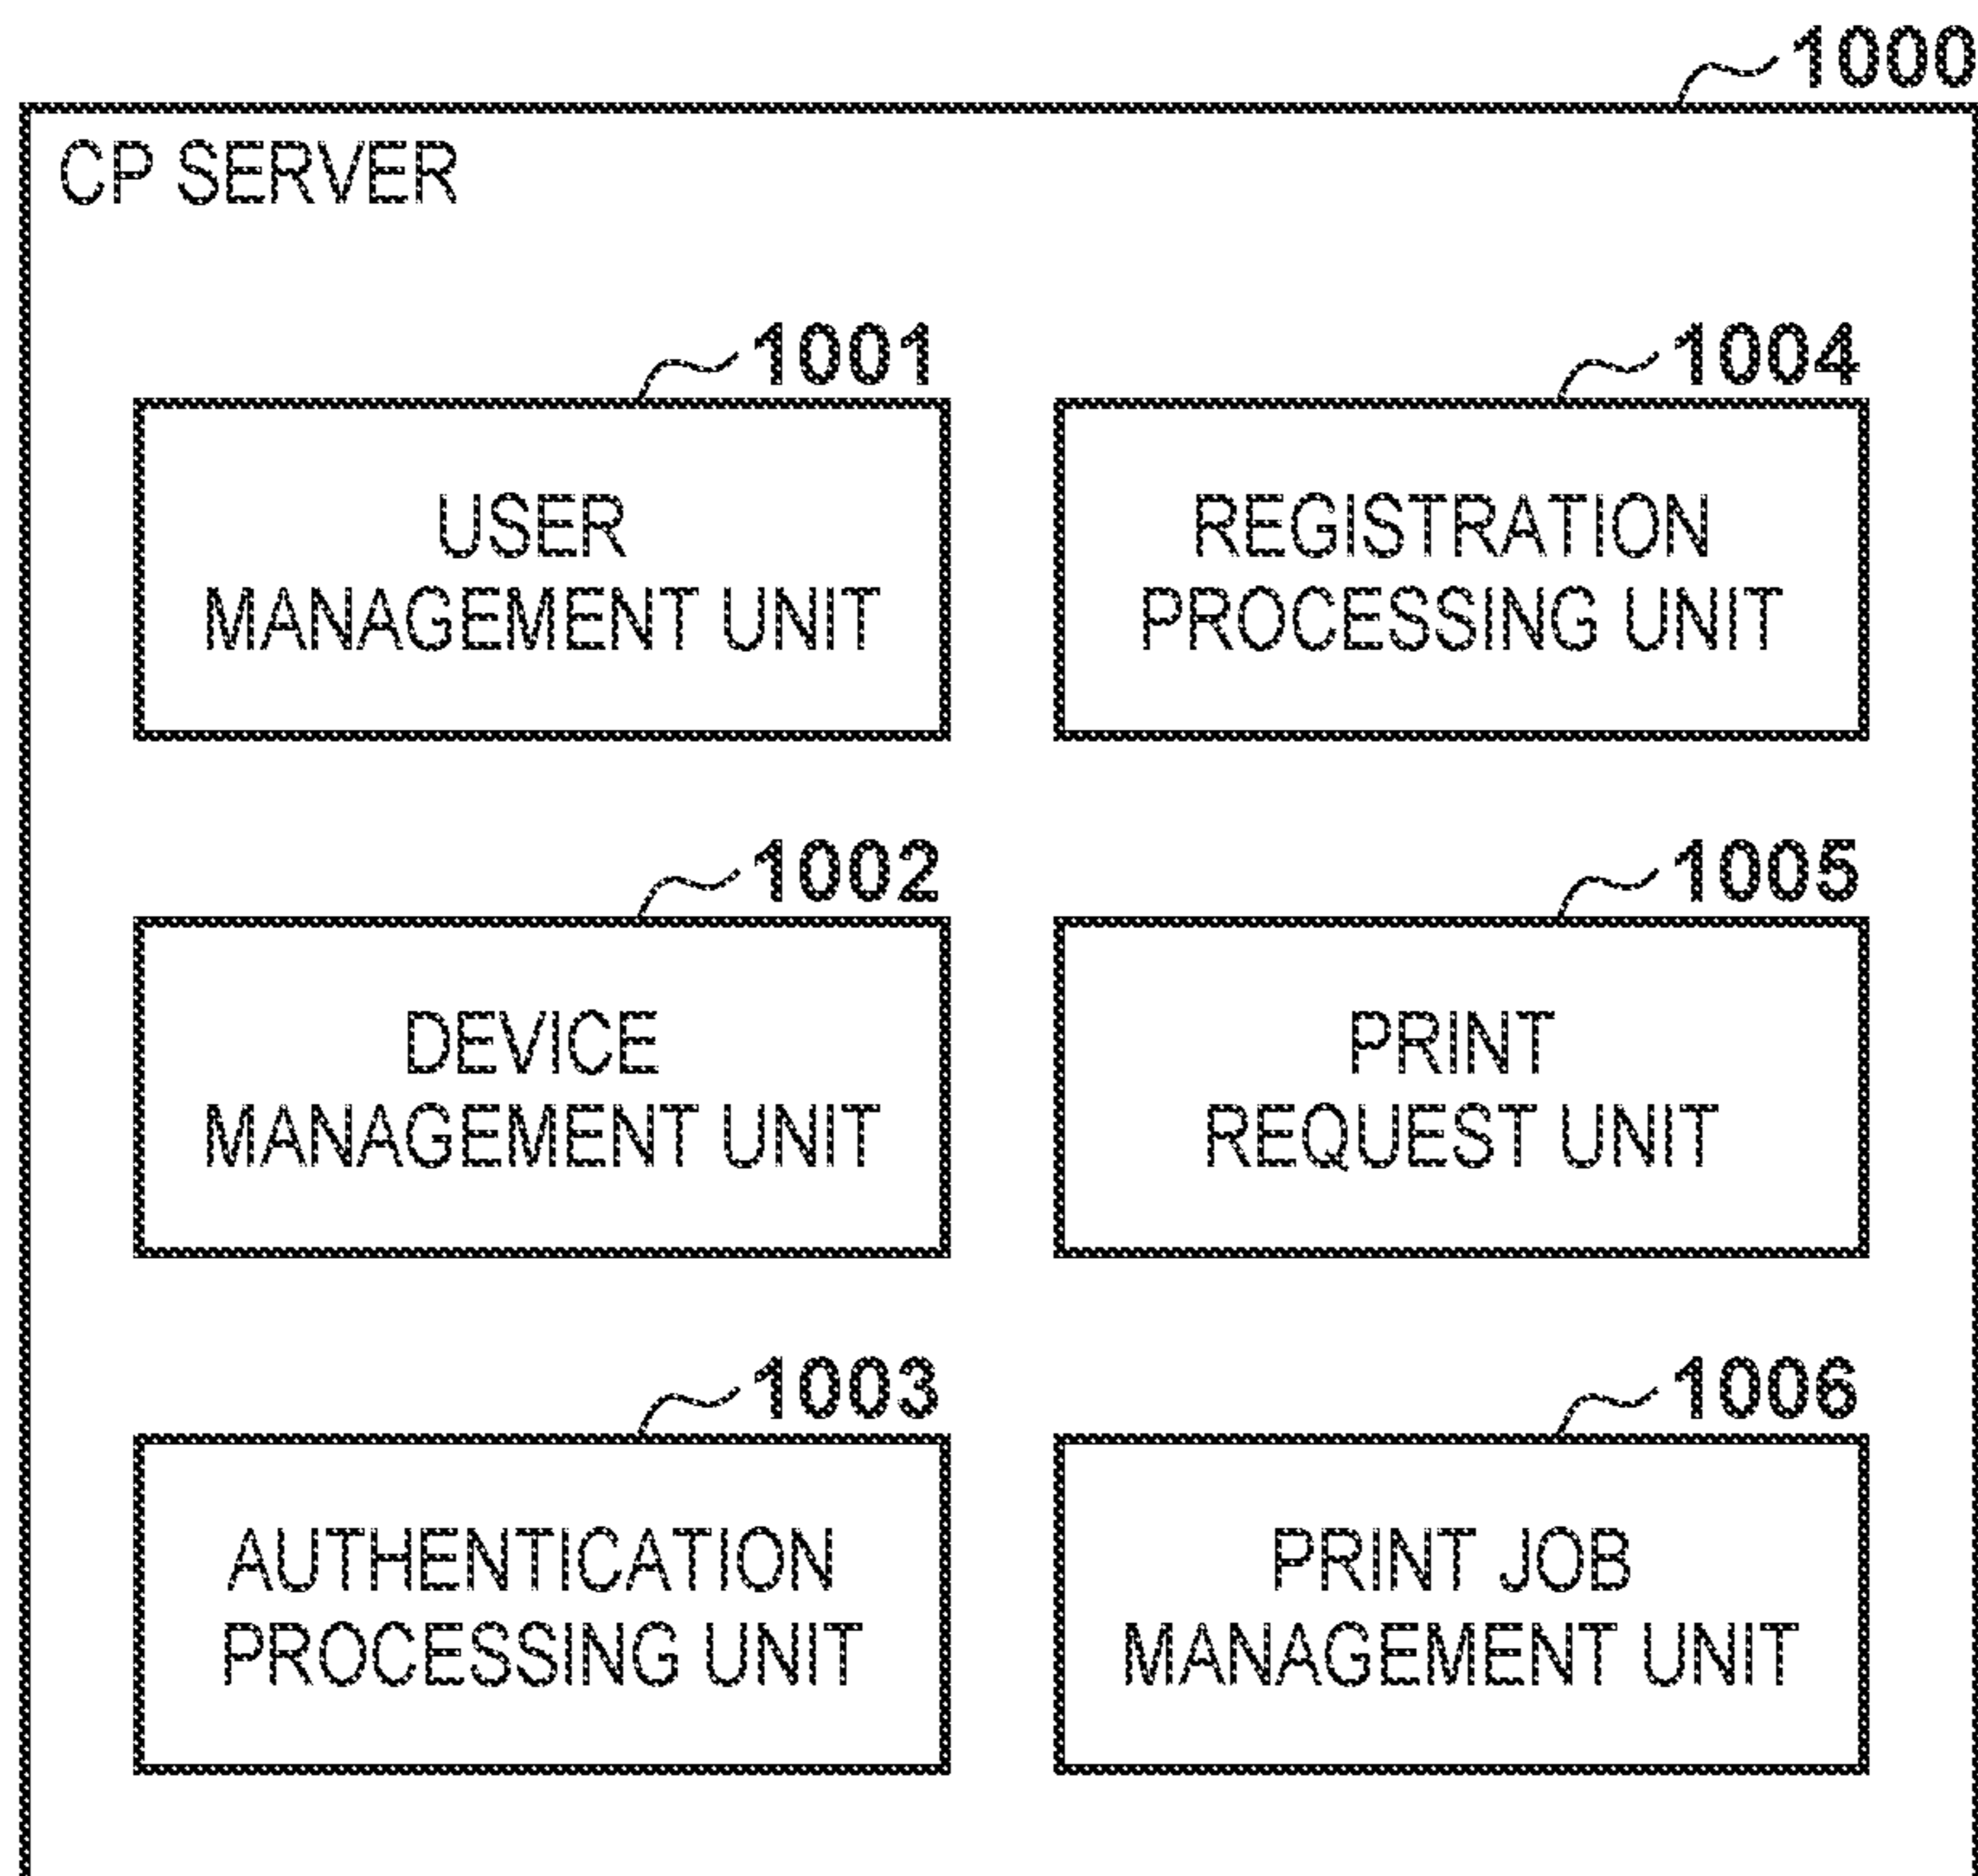 1000
CP SERVER
1001
USER
MANAGEMENT UNIT
1004
REGISTRATION
PROCESSING UNIT
1002
DEVICE
MANAGEMENT UNIT
1005
PRINT
REQUEST UNIT
1003
AUTHENTICATION
PROCESSING UNIT
1006
PRINT JOB
MANAGEMENT UNIT